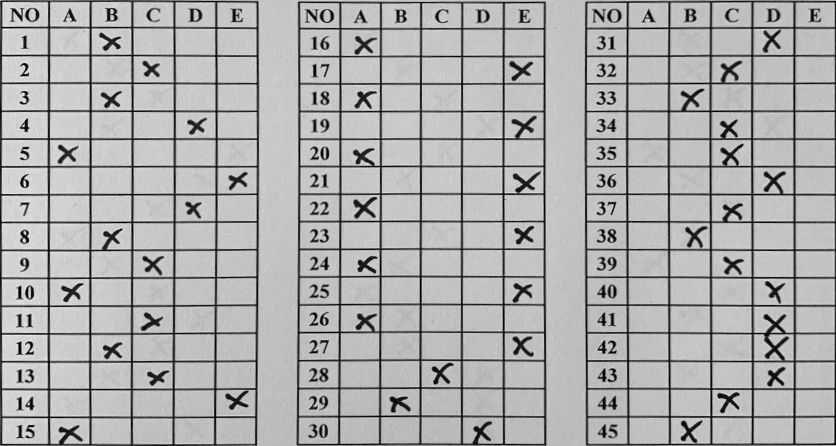 NO A B C D E
1 X
2 X
3 X
4 X
5 X
6 X
7 X
8 X
9 X
10 X
11 X
12 X
13 X
14 X
15 X
NO A B C D E
16 X
17 X
18 X
19 X
20 X
21 X
22 X
23 X
24 X
25 X
26 X
27 X
28 X
29 X
30 X
NO A B C D E
31 X
32 X
33 X
34 X
35 X
36 X
37 X
38 X
39 X
40 X
41 X
42 X
43 X
44 X
45 X